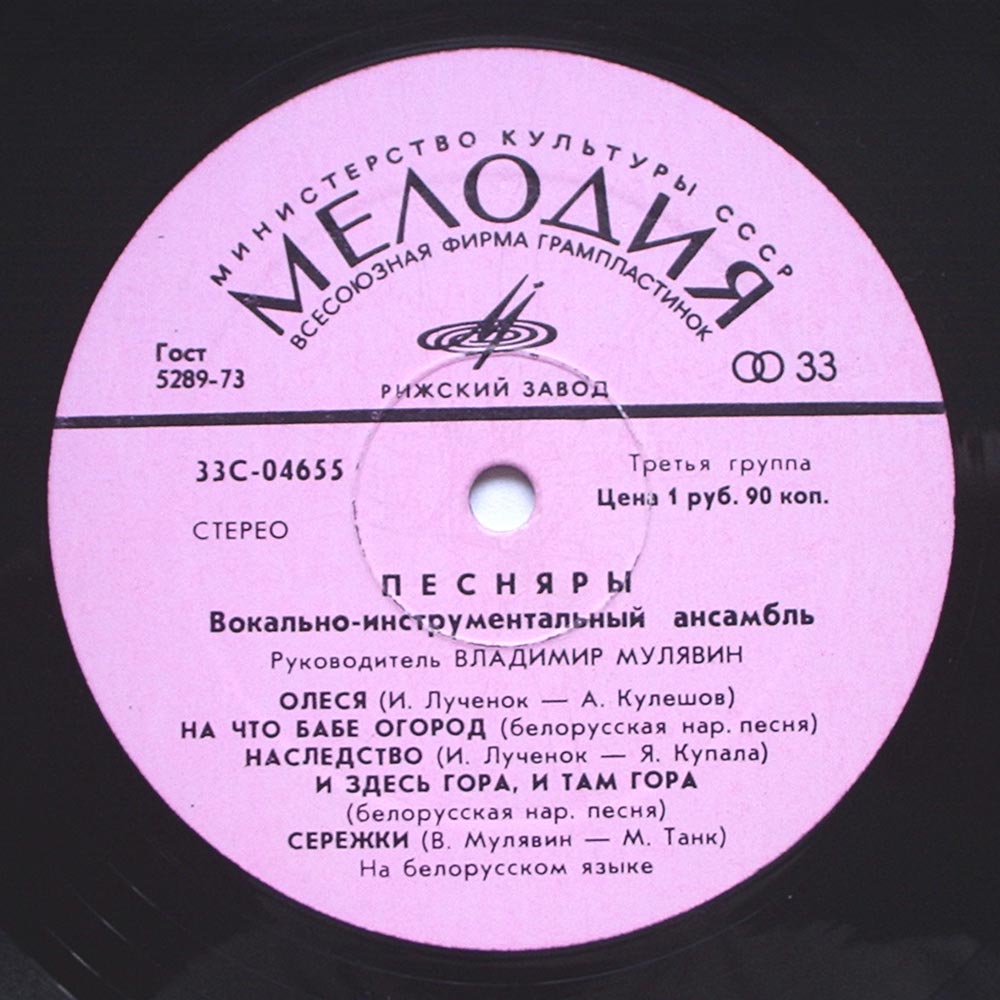 МИНИСТЕРСТВО КУЛЬТУРЫ СССР
МЕЛОДИЯ
ВСЕСОЮЗНАЯ ФИРМА ГРАМПЛАСТИНОК
Гост
5289-73
33
РИЖСКИЙ ЗАВОД
33С-04655
Третья группа
Цена 1 руб. 90 коп.
СТЕРЕО
ПЕСНЯРЫ
Вокально-инструментальный ансамбль
Руководитель ВЛАДИМИР МУЛЯВИН
ОЛЕСЯ (И. Лученок — А. Кулешов)
НА ЧТО БАБЕ ОГОРОД (белорусская нар. песня)
НАСЛЕДСТВО (И. Лученок — Я. Купала)
И ЗДЕСЬ ГОРА, И ТАМ ГОРА
(белорусская нар. песня)
СЕРЕЖКИ (В. Мулявин — М. Танк)
На белорусском языке